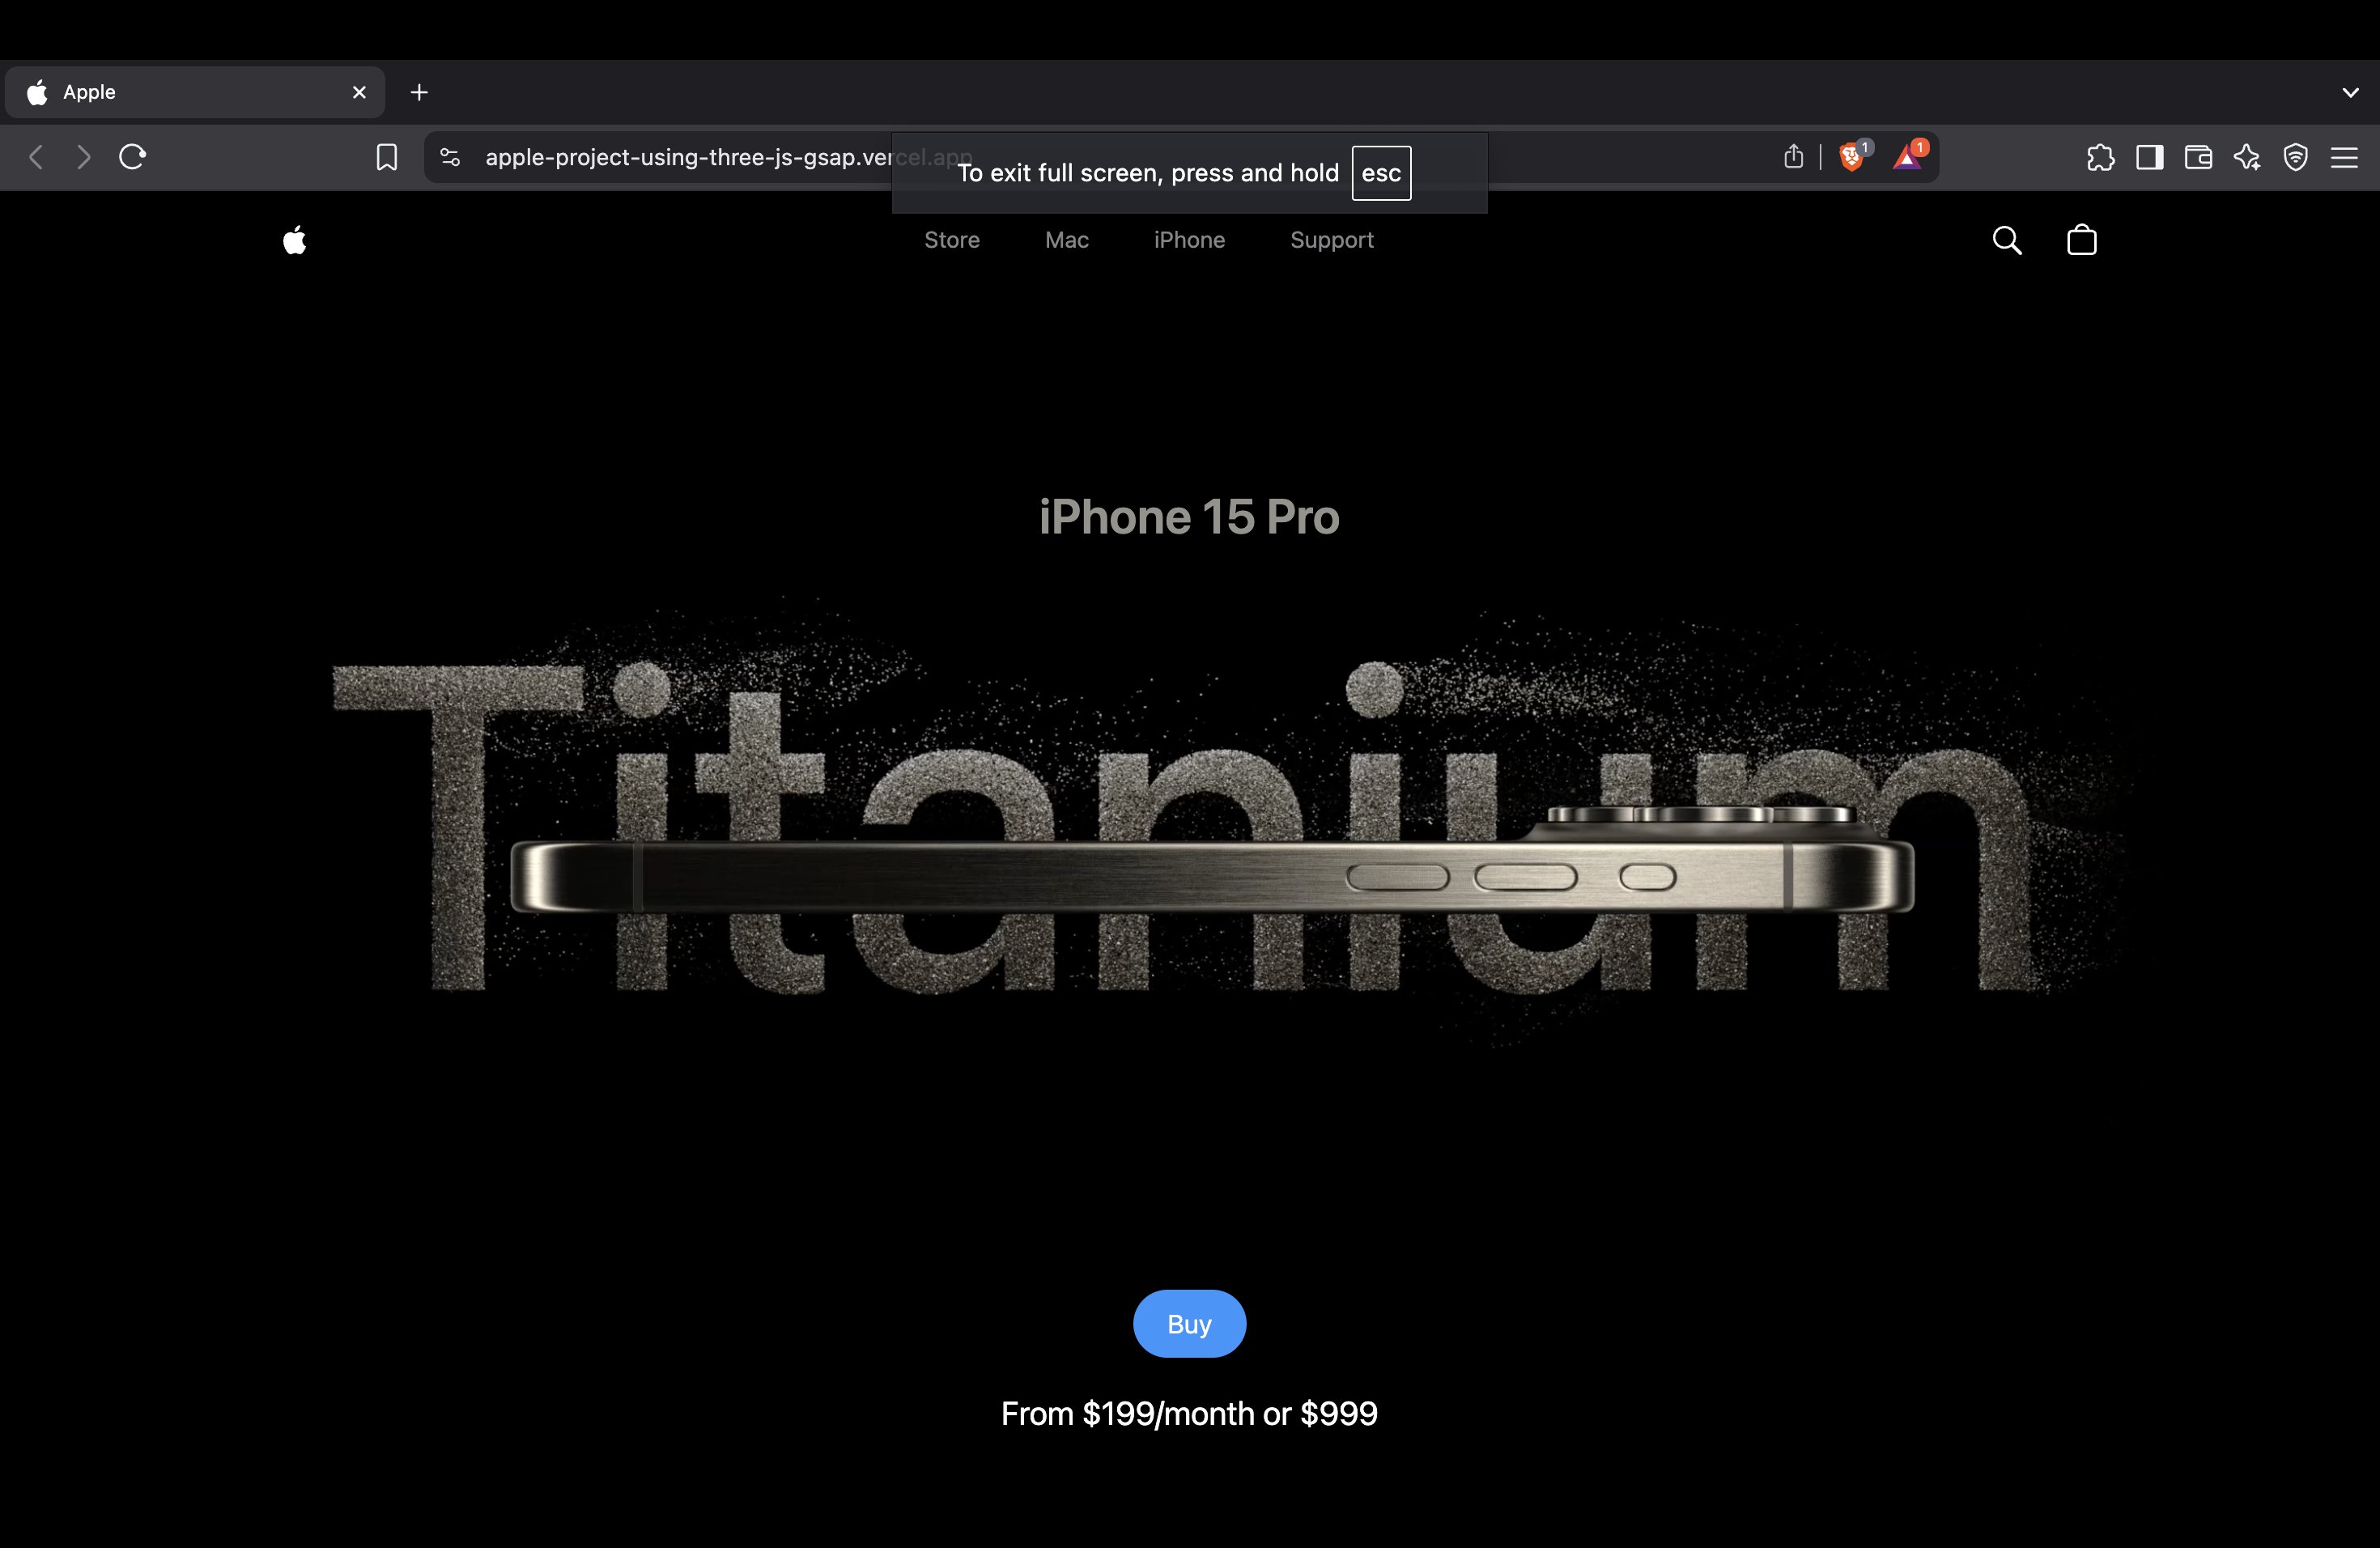 Apple
apple-project-using-three-js-gsap.vercel.app
1
1
To exit full screen, press and hold esc
Store
Mac
iPhone
Support
iPhone 15 Pro
Titanium
Buy
From $199/month or $999